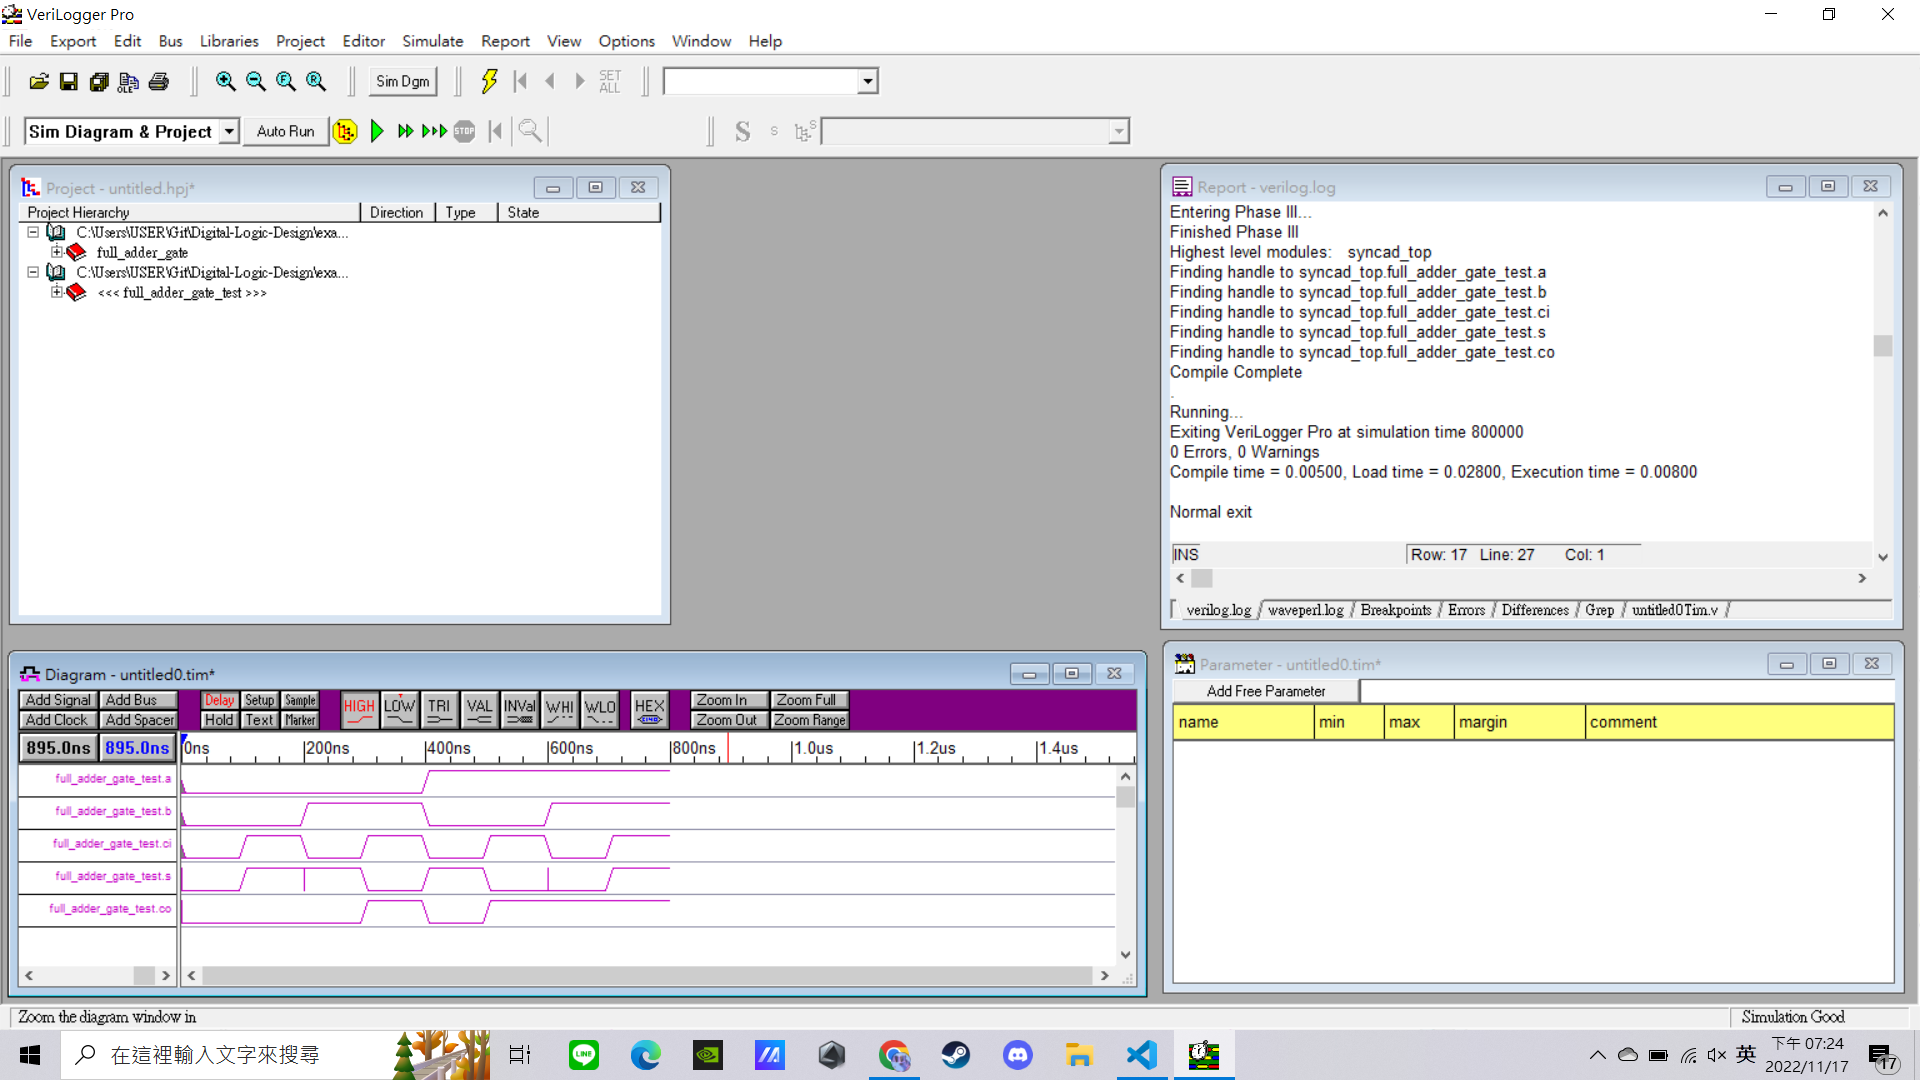 VeriLogger Pro
File Export Edit Bus Libraries Project Editor Simulate Report View Options Window Help
OLE Sim Dgm SET ALL
Sim Diagram & Project Auto Run STOP S s S
Project - untitled.hpj*
Project Hierarchy Direction Type State
C:\Users\USER\Git\Digital-Logic-Design\exa...
full_adder_gate
C:\Users\USER\Git\Digital-Logic-Design\exa...
<<< full_adder_gate_test >>>
Report - verilog.log
Entering Phase III...
Finished Phase III
Highest level modules: syncad_top
Finding handle to syncad_top.full_adder_gate_test.a
Finding handle to syncad_top.full_adder_gate_test.b
Finding handle to syncad_top.full_adder_gate_test.ci
Finding handle to syncad_top.full_adder_gate_test.s
Finding handle to syncad_top.full_adder_gate_test.co
Compile Complete
.
Running...
Exiting VeriLogger Pro at simulation time 800000
0 Errors, 0 Warnings
Compile time = 0.00500, Load time = 0.02800, Execution time = 0.00800
Normal exit
INS Row: 17 Line: 27 Col: 1
verilog.log waveperl.log Breakpoints Errors Differences Grep untitled0Tim.v
Diagram - untitled0.tim*
Add Signal Add Bus Delay Setup Sample HIGH LOW TRI VAL INVal WHI WLO HEX Zoom In Zoom Full
Add Clock Add Spacer Hold Text Marker Zoom Out Zoom Range
895.0ns 895.0ns 0ns 200ns 400ns 600ns 800ns 1.0us 1.2us 1.4us
full_adder_gate_test.a
full_adder_gate_test.b
full_adder_gate_test.ci
full_adder_gate_test.s
full_adder_gate_test.co
Parameter - untitled0.tim*
Add Free Parameter
name min max margin comment
Zoom the diagram window in Simulation Good
在這裡輸入文字來搜尋
LINE
英
下午 07:24
2022/11/17
17